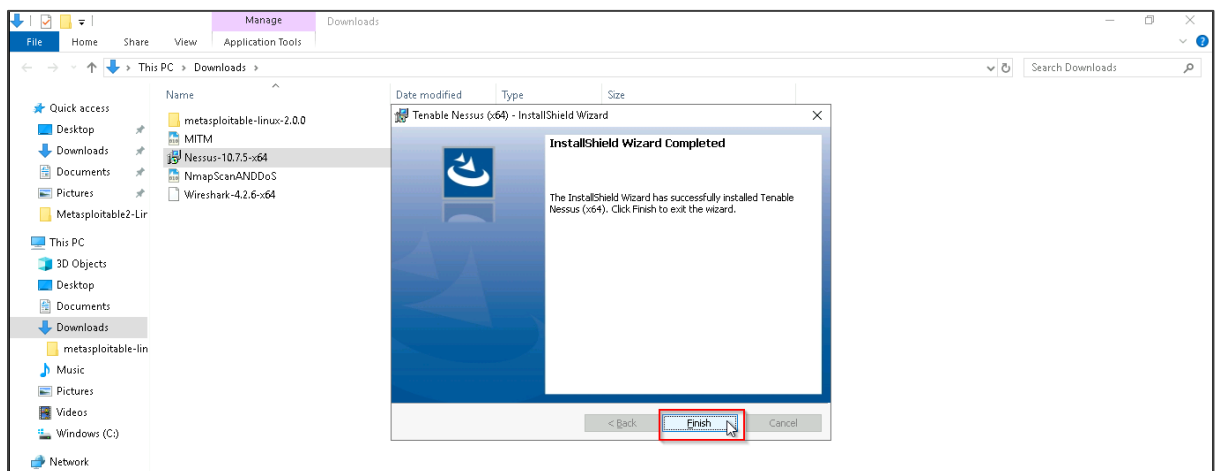 Manage
Downloads
File
Home
Share
View
Application Tools
This PC > Downloads >
Search Downloads
Name
Date modified
Type
Size
Quick access
Desktop
Downloads
Documents
Pictures
Metasploitable2-Lir
This PC
3D Objects
Desktop
Documents
Downloads
metasploitable-lin
Music
Pictures
Videos
Windows (C:)
Network
metasploitable-linux-2.0.0
MITM
Nessus-10.7.5-x64
NmapScanANDDoS
Wireshark-4.2.6-x64
Tenable Nessus (x64) - InstallShield Wizard
InstallShield Wizard Completed
The InstallShield Wizard has successfully installed Tenable
Nessus (x64). Click Finish to exit the wizard.
< Back
Finish
Cancel